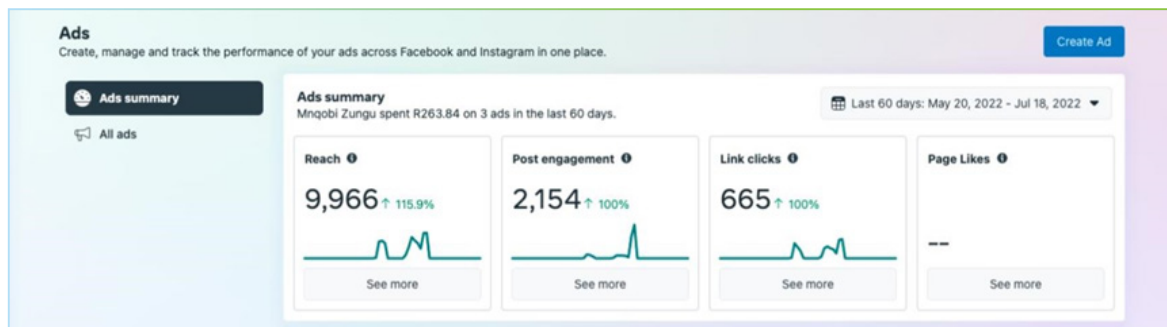 Ads
Create, manage and track the performance of your ads across Facebook and Instagram in one place.
Create Ad
Ads summary
All ads
Ads summary
Mnqobi Zungu spent R263.84 on 3 ads in the last 60 days.
Last 60 days: May 20, 2022 - Jul 18, 2022
Reach
9,966 ↑ 115.9%
See more
Post engagement
2,154 ↑ 100%
See more
Link clicks
665 ↑ 100%
See more
Page Likes
--
See more